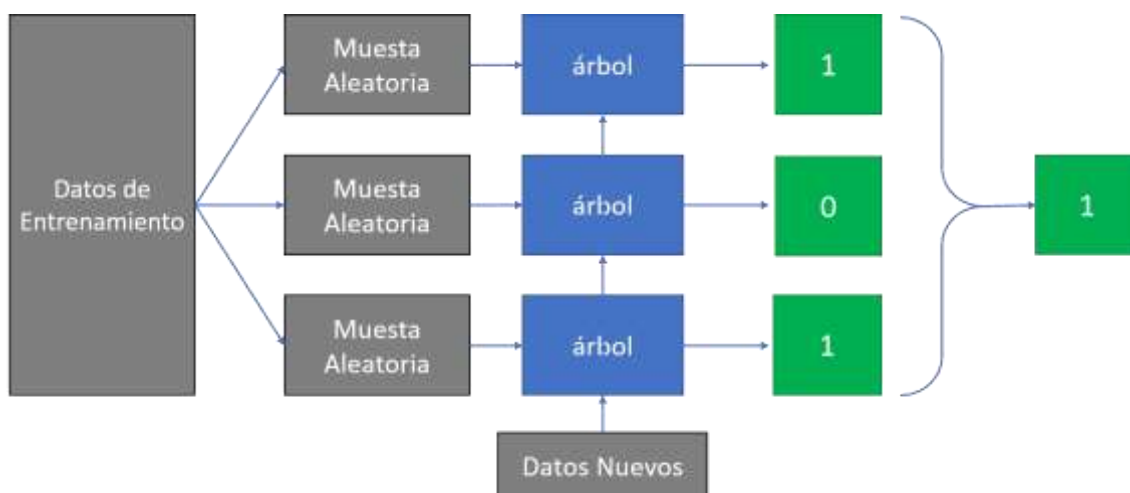 Datos de
Entrenamiento
Muesta
Aleatoria
árbol
1
Muesta
Aleatoria
árbol
0
1
Muesta
Aleatoria
árbol
1
Datos Nuevos